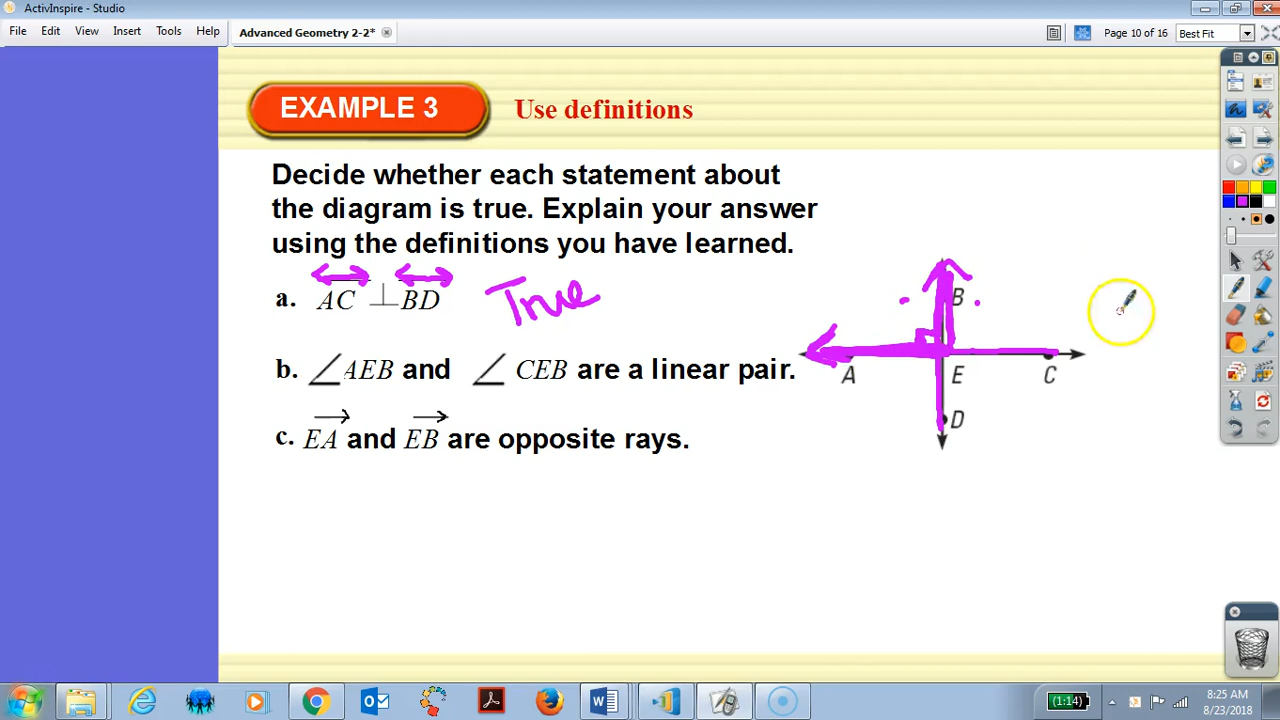 ActivInspire - Studio
File Edit View Insert Tools Help Advanced Geometry 2-2* Page 10 of 16 Best Fit
EXAMPLE 3 Use definitions
Decide whether each statement about
the diagram is true. Explain your answer
using the definitions you have learned.
a. AC ⊥ BD True
b. ∠AEB and ∠CEB are a linear pair.
c. EA and EB are opposite rays.
B
A E C
D
(1:14) 8:25 AM
8/23/2018